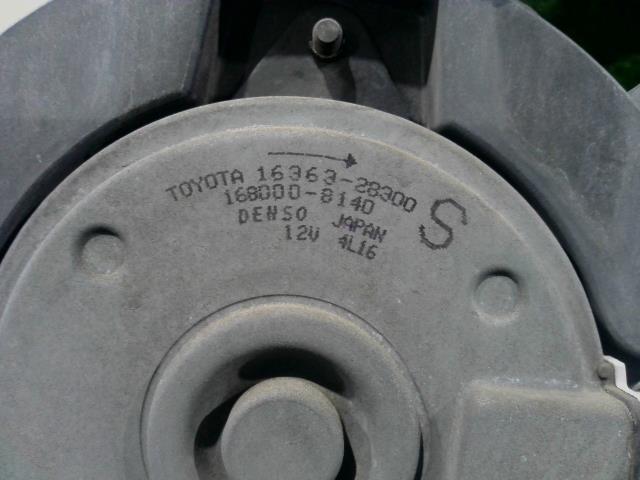 TOYOTA 16363-28300
168000-8140
DENSO JAPAN
12V 4L16
S